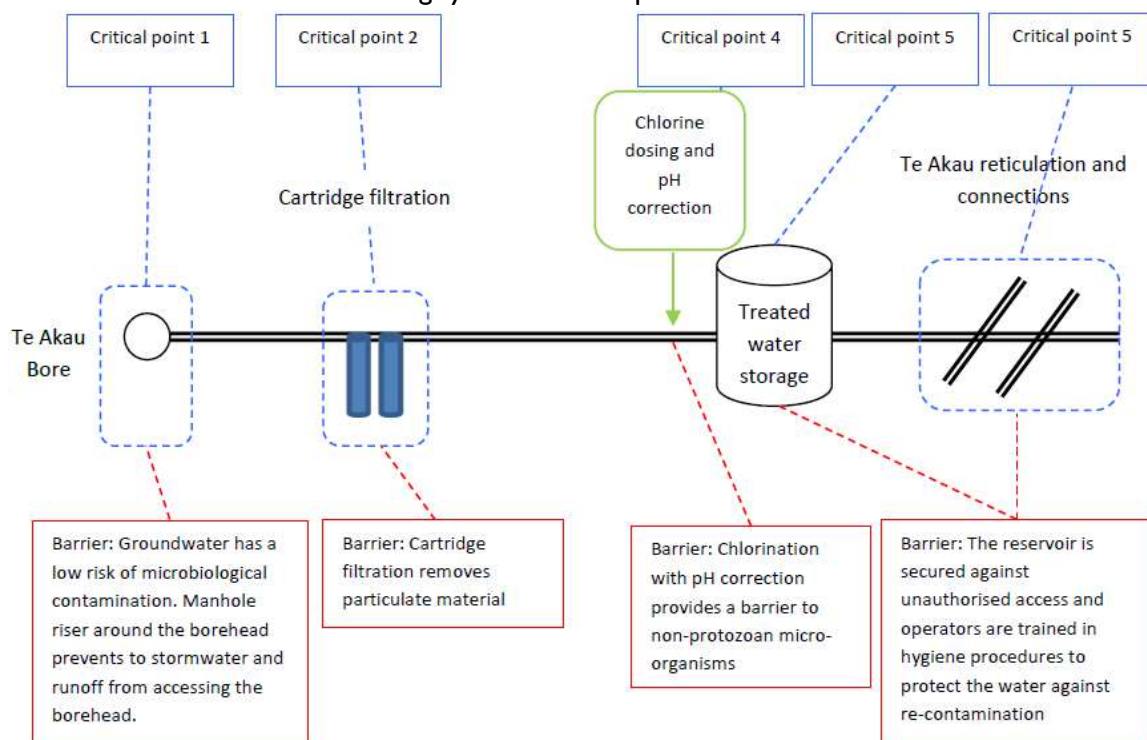 Critical point 1
Critical point 2
Critical point 4
Critical point 5
Critical point 5
Chlorine
dosing and
pH
correction
Cartridge filtration
Te Akau reticulation and
connections
Te Akau
Bore
Treated
water
storage
Barrier: Groundwater has a
low risk of microbiological
contamination. Manhole
riser around the borehead
prevents to stormwater and
runoff from accessing the
borehead.
Barrier: Cartridge
filtration removes
particulate material
Barrier: Chlorination
with pH correction
provides a barrier to
non-protozoan micro-
organisms
Barrier: The reservoir is
secured against
unauthorised access and
operators are trained in
hygiene procedures to
protect the water against
re-contamination